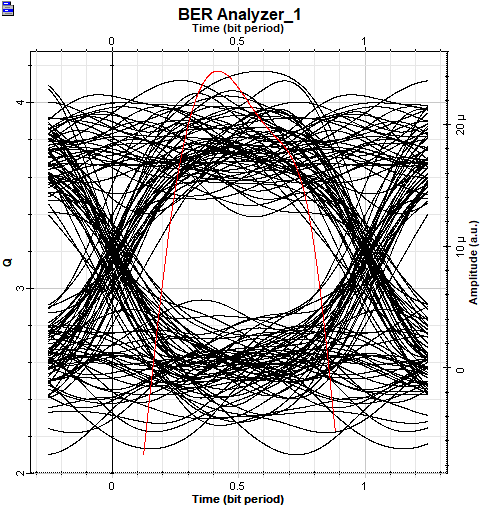 BER Analyzer_1
Time (bit period)
0 0.5 1
4
3
2
Q
20 µ
10 µ
0
Amplitude (a.u.)
0 0.5 1
Time (bit period)